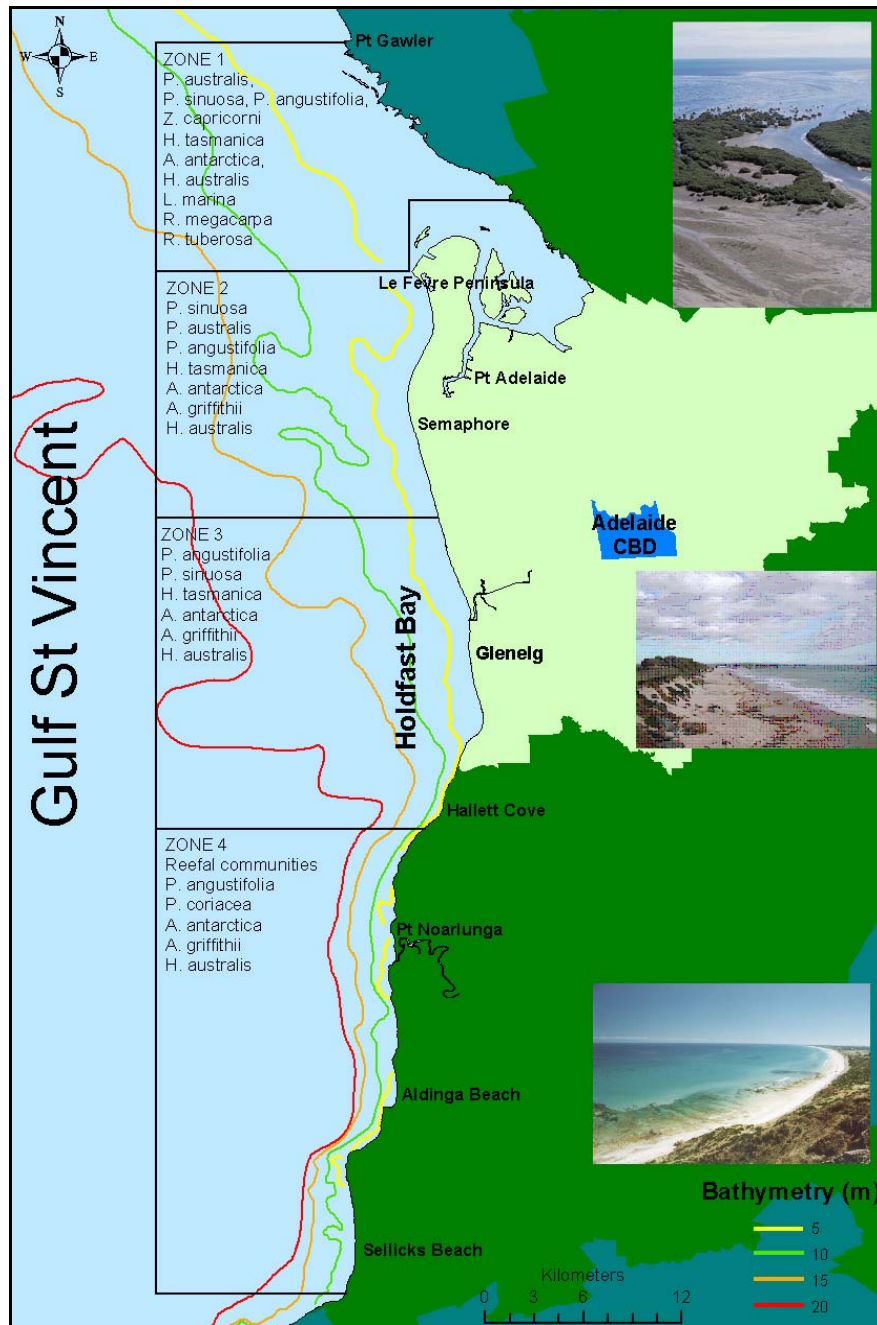 N
W E
S
Pt Gawler
ZONE 1
P. australis,
P. sinuosa, P. angustifolia,
Z. capricorni
H. tasmanica
A. antarctica,
H. australis
L. marina
R. megacarpa
R. tuberosa
Le Fevre Peninsula
ZONE 2
P. sinuosa
P. australis
P. angustifolia
H. tasmanica
A. antarctica
A. griffithii
H. australis
Pt Adelaide
Semaphore
Gulf St Vincent
Adelaide
CBD
ZONE 3
P. angustifolia
P. sinuosa
H. tasmanica
A. antarctica
A. griffithii
H. australis
Holdfast Bay
Glenelg
Hallett Cove
ZONE 4
Reefal communities
P. angustifolia
P. coriacea
A. antarctica
A. griffithii
H. australis
Pt Noarlunga
Aldinga Beach
Sellicks Beach
Bathymetry (m)
5
10
15
20
Kilometers
0 3 6 12